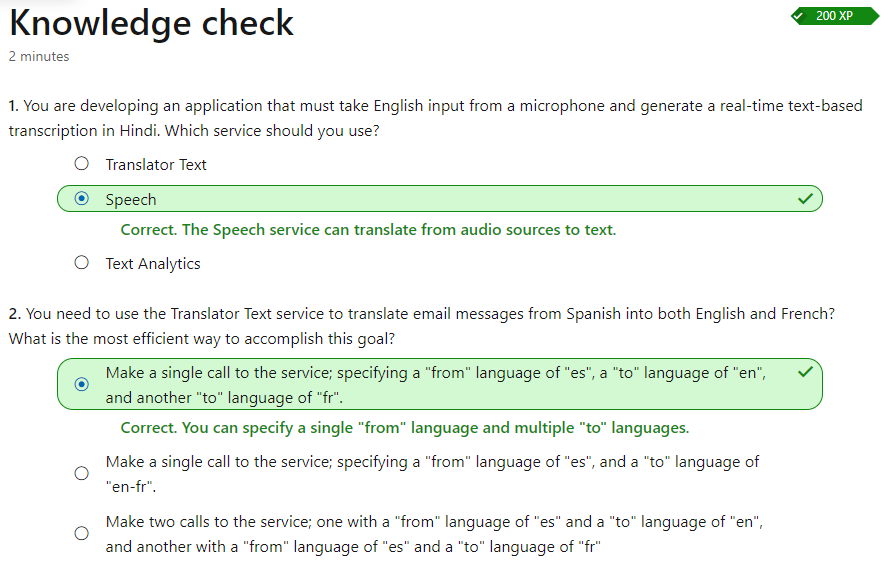 Knowledge check
200 XP
2 minutes
1. You are developing an application that must take English input from a microphone and generate a real-time text-based
transcription in Hindi. Which service should you use?
Translator Text
Speech
Correct. The Speech service can translate from audio sources to text.
Text Analytics
2. You need to use the Translator Text service to translate email messages from Spanish into both English and French?
What is the most efficient way to accomplish this goal?
Make a single call to the service; specifying a "from" language of "es", a "to" language of "en",
and another "to" language of "fr".
Correct. You can specify a single "from" language and multiple "to" languages.
Make a single call to the service; specifying a "from" language of "es", and a "to" language of
"en-fr".
Make two calls to the service; one with a "from" language of "es" and a "to" language of "en",
and another with a "from" language of "es" and a "to" language of "fr"